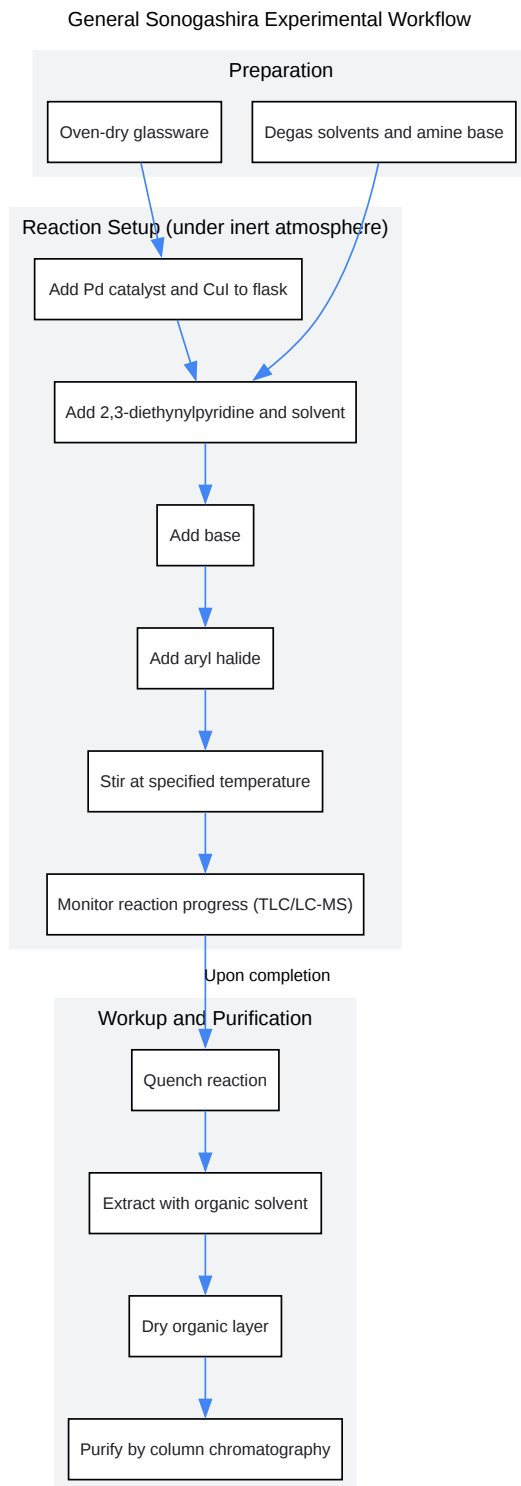 General Sonogashira Experimental Workflow
Preparation
Oven-dry glassware
Degas solvents and amine base
Reaction Setup (under inert atmosphere)
Add Pd catalyst and CuI to flask
Add 2,3-diethynylpyridine and solvent
Add base
Add aryl halide
Stir at specified temperature
Monitor reaction progress (TLC/LC-MS)
Upon completion
Workup and Purification
Quench reaction
Extract with organic solvent
Dry organic layer
Purify by column chromatography